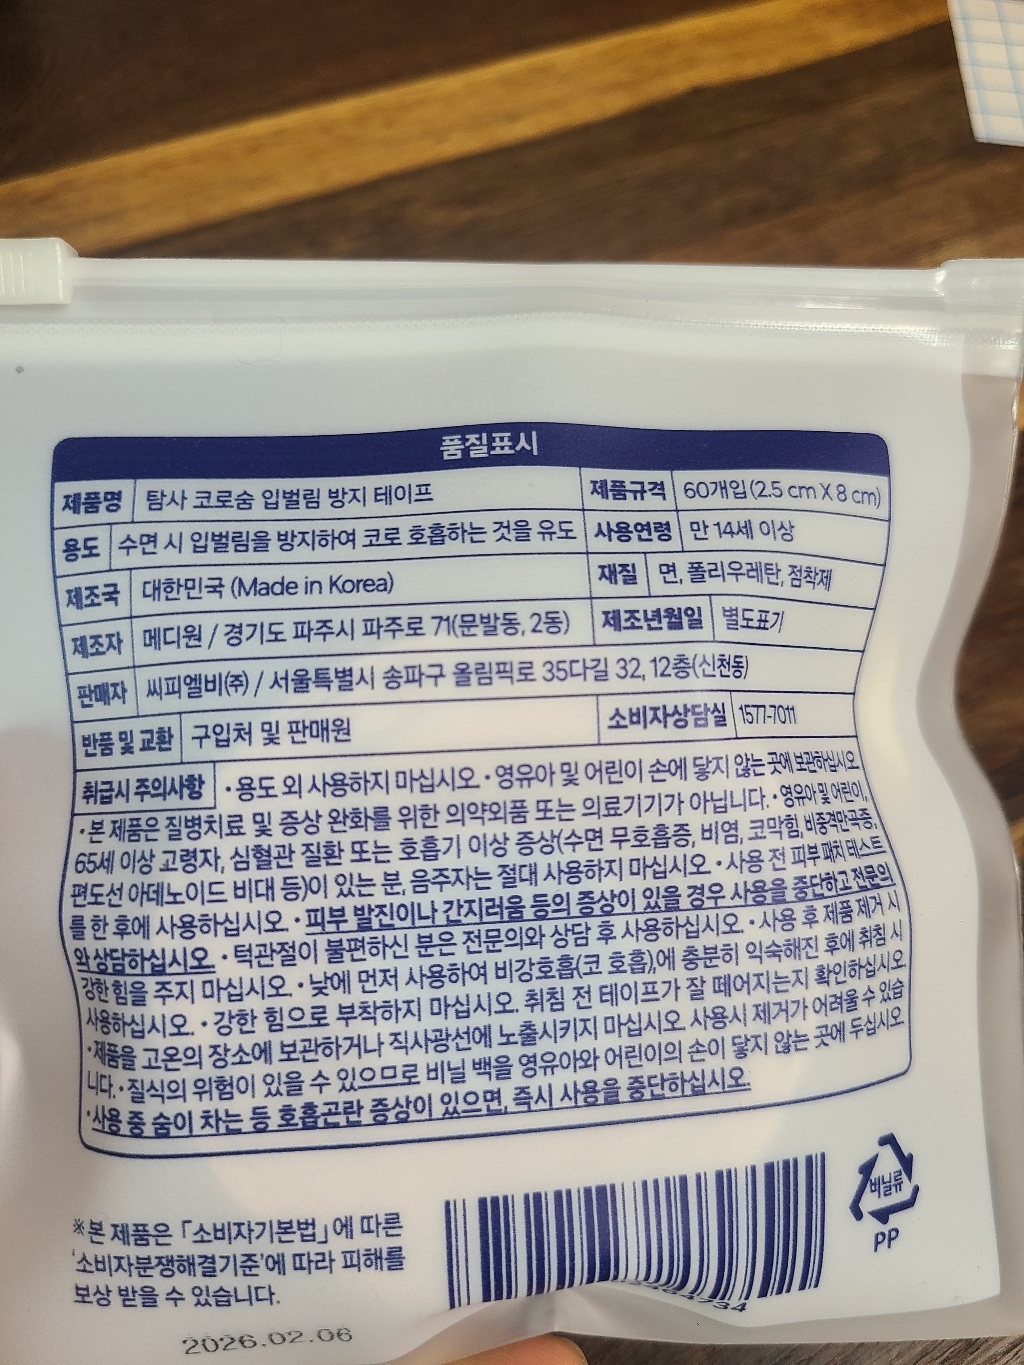 품질표시
제품명 탐사 코로숨 입벌림 방지 테이프 제품규격 60개입(2.5 cm X 8 cm)
용도 수면 시 입벌림을 방지하여 코로 호흡하는 것을 유도 사용연령 만 14세 이상
제조국 대한민국 (Made in Korea) 재질 면, 폴리우레탄, 점착제
제조자 메디원 / 경기도 파주시 파주로 71(문발동, 2동) 제조년월일 별도표기
판매자 씨피엘비(주) / 서울특별시 송파구 올림픽로 35다길 32, 12층(신천동)
반품 및 교환 구입처 및 판매원 소비자상담실 1577-7011
취급시 주의사항 ·용도 외 사용하지 마십시오 ·영유아 및 어린이 손에 닿지 않는 곳에 보관하십시오.
·본 제품은 질병치료 및 증상 완화를 위한 의약외품 또는 의료기기가 아닙니다. ·영유아 및 어린이,
65세 이상 고령자, 심혈관 질환 또는 호흡기 이상 증상(수면 무호흡증, 비염, 코막힘, 비중격만곡증,
편도선 아데노이드 비대 등)이 있는 분, 음주자는 절대 사용하지 마십시오 ·사용 전 피부 패치 테스트
를 한 후에 사용하십시오. ·피부 발진이나 간지러움 등의 증상이 있을 경우 사용을 중단하고 전문의
와 상담하십시오. ·턱관절이 불편하신 분은 전문의와 상담 후 사용하십시오. ·사용 후 제품 제거 시
강한 힘을 주지 마십시오. ·낮에 먼저 사용하여 비강호흡(코 호흡),에 충분히 익숙해진 후에 취침 시
사용하십시오. ·강한 힘으로 부착하지 마십시오. 취침 전 테이프가 잘 떼어지는지 확인하십시오.
·제품을 고온의 장소에 보관하거나 직사광선에 노출시키지 마십시오. 사용시 제거가 어려울 수 있습
니다. ·질식의 위험이 있을 수 있으므로 비닐 백을 영유아와 어린이의 손이 닿지 않는 곳에 두십시오.
·사용 중 숨이 차는 등 호흡곤란 증상이 있으면, 즉시 사용을 중단하십시오.
※본 제품은 「소비자기본법」에 따른
'소비자분쟁해결기준'에 따라 피해를
보상 받을 수 있습니다.
비닐류
PP
2026.02.06